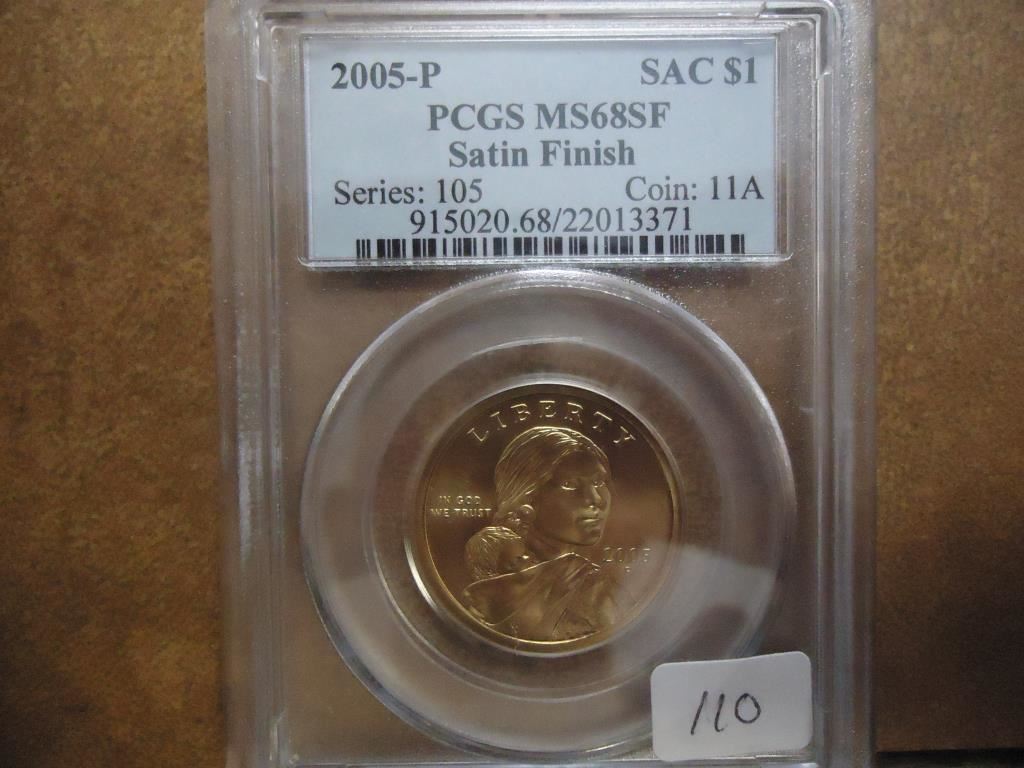 2005-P SAC $1
PCGS MS68SF
Satin Finish
Series: 105 Coin: 11A
915020.68/22013371
LIBERTY
IN GOD
WE TRUST
2005
P
110